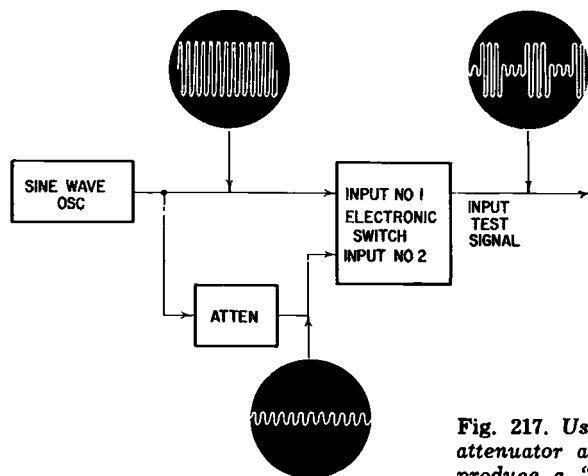 SINE WAVE
OSC
INPUT NO 1
ELECTRONIC
SWITCH
INPUT NO 2
INPUT
TEST
SIGNAL
ATTEN
Fig. 217. Us
attenuator a
produce a